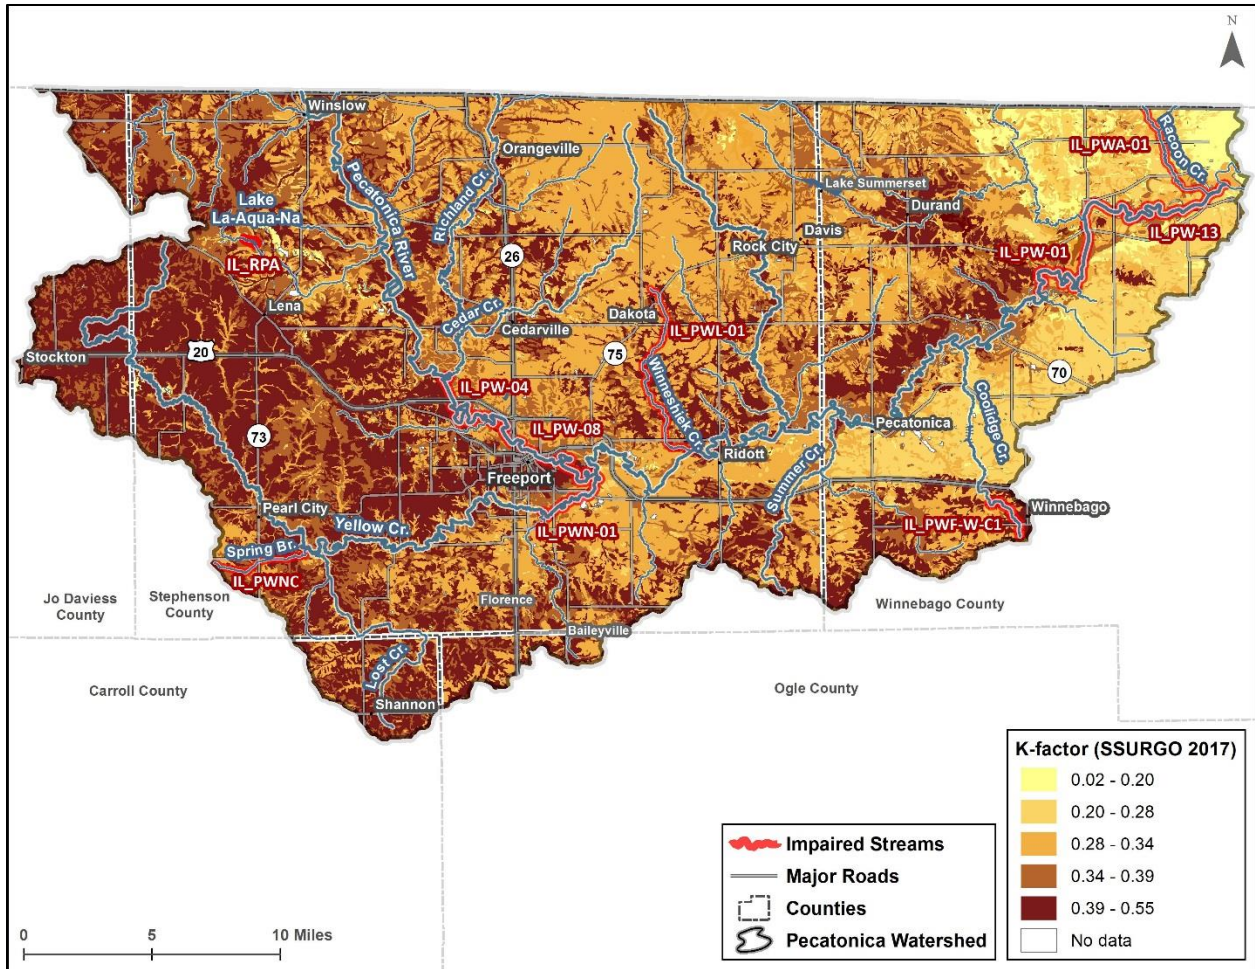 N
Winslow
Orangeville
Pecatonica River
Richland Cr.
IL_PWA-01
Racoon Cr.
Lake
La-Aqua-Na
Lake Summerset
Durand
IL_RPA
26
Rock City
Davis
IL_PW-01
IL_PW-13
Lena
Cedar Cr.
Cedarville
Dakota
IL_PWL-01
Stockton
20
75
70
IL_PW-04
Winneshiek Cr.
Coolidge Cr.
73
IL_PW-08
Pecatonica
Freeport
Ridott
Summer Cr.
Pearl City
Yellow Cr.
IL_PWN-01
Winnebago
IL_PWF-W-C1
Spring Br.
IL_PWNC
Jo Daviess
County
Stephenson
County
Florence
Winnebago County
Baileyville
Lost Cr.
Carroll County
Shannon
Ogle County
K-factor (SSURGO 2017)
0.02 - 0.20
0.20 - 0.28
0.28 - 0.34
0.34 - 0.39
0.39 - 0.55
No data
Impaired Streams
Major Roads
Counties
Pecatonica Watershed
0 5 10 Miles